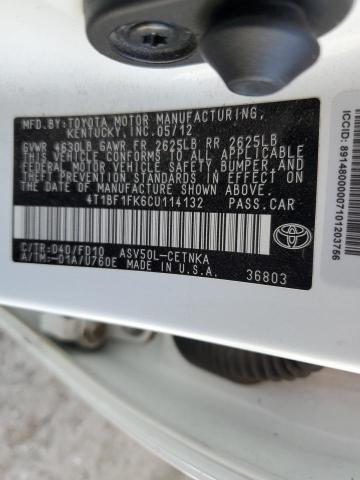 MFD.BY:TOYOTA MOTOR MANUFACTURING,
KENTUCKY, INC.05/12
GVWR 4630LB GAWR FR 2625LB RR 2625LB
THIS VEHICLE CONFORMS TO ALL APPLICABLE
FEDERAL MOTOR VEHICLE SAFETY, BUMPER, AND
THEFT PREVENTION STANDARDS IN EFFECT ON
THE DATE OF MANUFACTURE SHOWN ABOVE.
4T1BF1FK6CU114132 PASS.CAR
C/TR:040/FD10 ASV50L-CETNKA
A/TM:-01A/U760E MADE IN U.S.A.
36803
TOYOTA
ICCID: 89148000007101203756